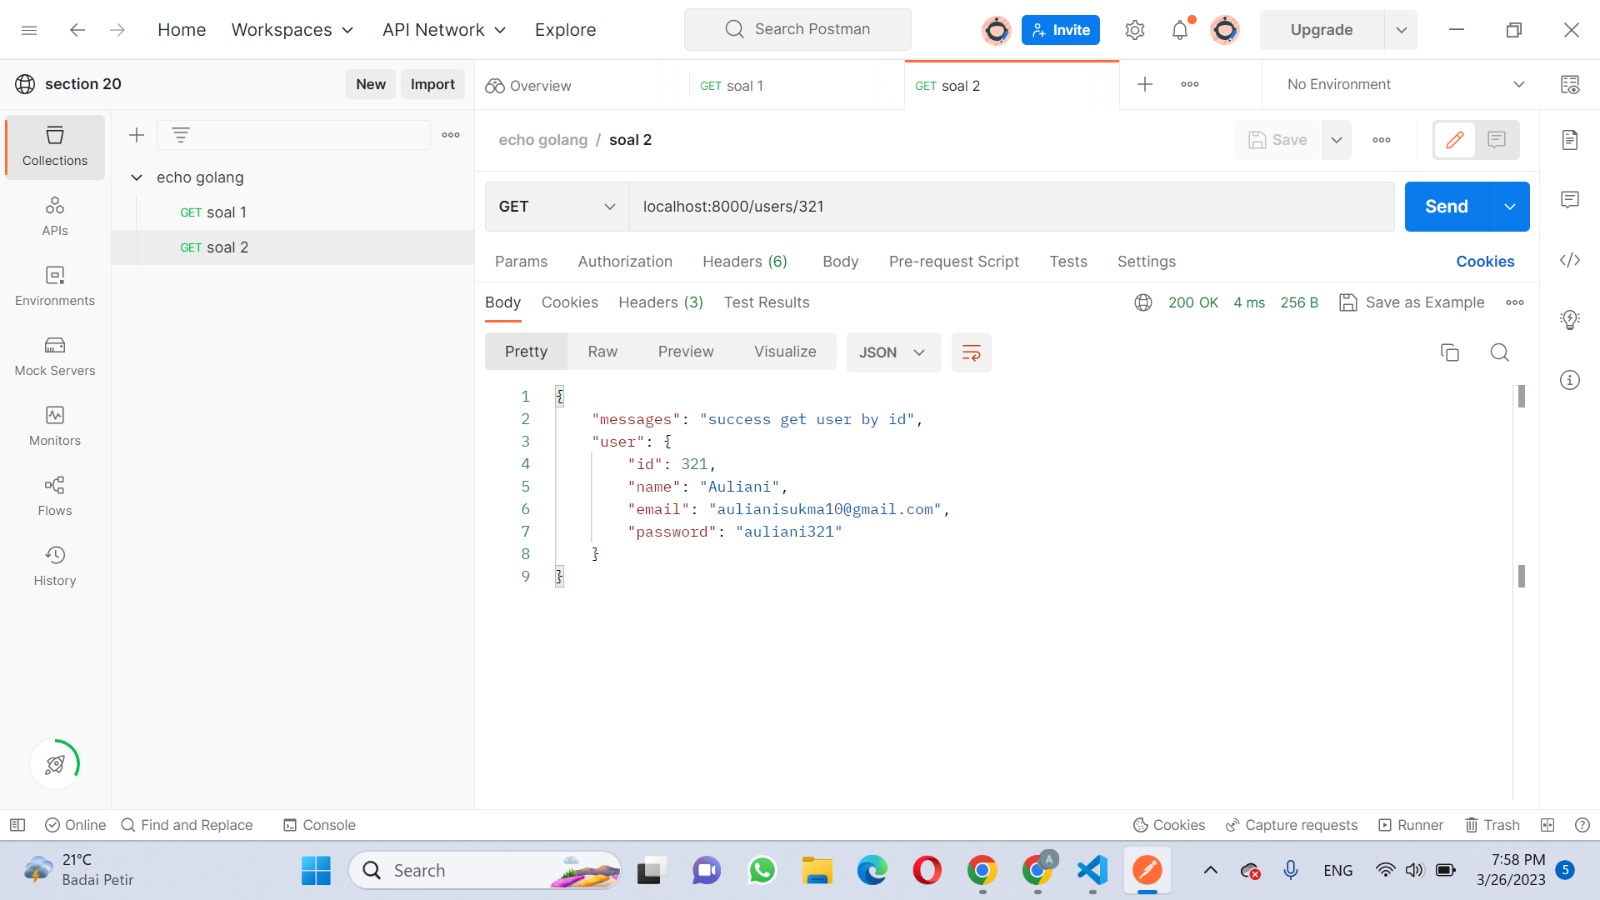 Home Workspaces API Network Explore Search Postman Invite Upgrade
section 20 New Import Overview GET soal 1 GET soal 2 No Environment
echo golang / soal 2 Save
Collections
echo golang
GET soal 1
GET soal 2
APIs
Environments
Mock Servers
Monitors
Flows
History
GET localhost:8000/users/321 Send
Params Authorization Headers (6) Body Pre-request Script Tests Settings Cookies
Body Cookies Headers (3) Test Results 200 OK 4 ms 256 B Save as Example
Pretty Raw Preview Visualize JSON
1 {
2 "messages": "success get user by id",
3 "user": {
4 "id": 321,
5 "name": "Auliani",
6 "email": "aulianisukma10@gmail.com",
7 "password": "auliani321"
8 }
9 }
Online Find and Replace Console Cookies Capture requests Runner Trash
21°C
Badai Petir
Search
A
ENG
7:58 PM
3/26/2023
5